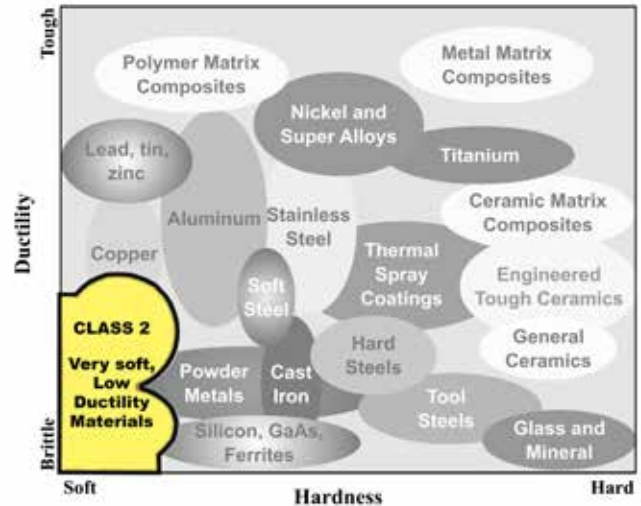 Tough
Polymer Matrix
Composites
Metal Matrix
Composites
Nickel and
Super Alloys
Lead, tin,
zinc
Titanium
Ductility
Aluminum
Stainless
Steel
Ceramic Matrix
Composites
Copper
Thermal
Spray
Coatings
Engineered
Tough Ceramics
Soft
Steel
CLASS 2
Very soft,
Low
Ductility
Materials
General
Ceramics
Hard
Steels
Powder
Metals
Cast
Iron
Tool
Steels
Silicon, GaAs,
Ferrites
Glass and
Mineral
Brittle
Soft
Hardness
Hard